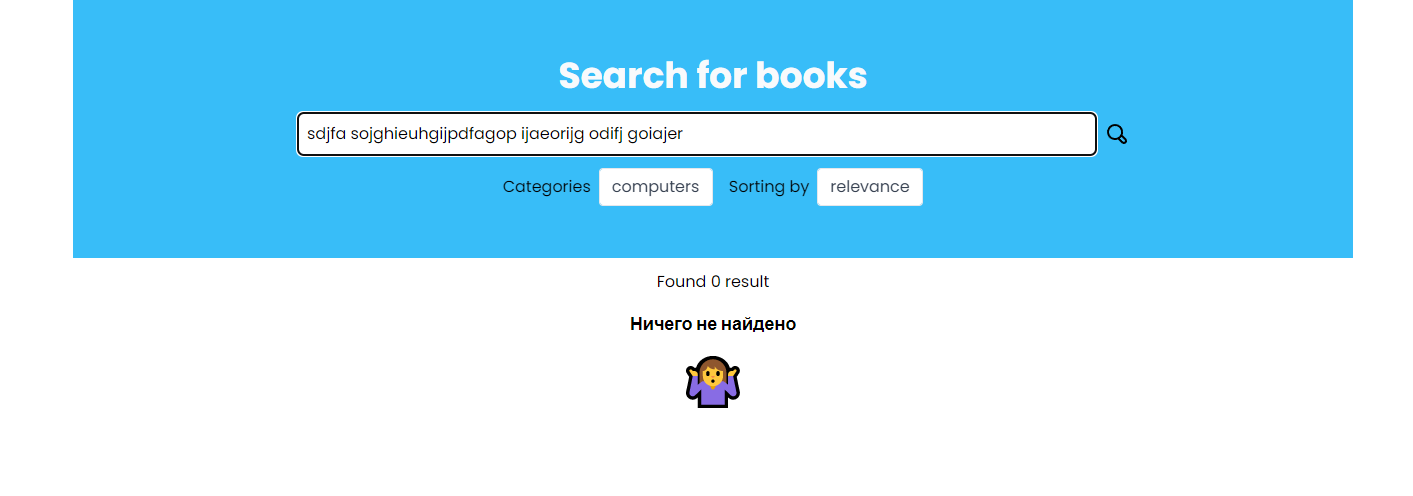 Search for books
sdjfa sojghieuhgijpdfagop ijaeorijg odifj goiajer
Categories computers Sorting by relevance
Found 0 result
Ничего не найдено